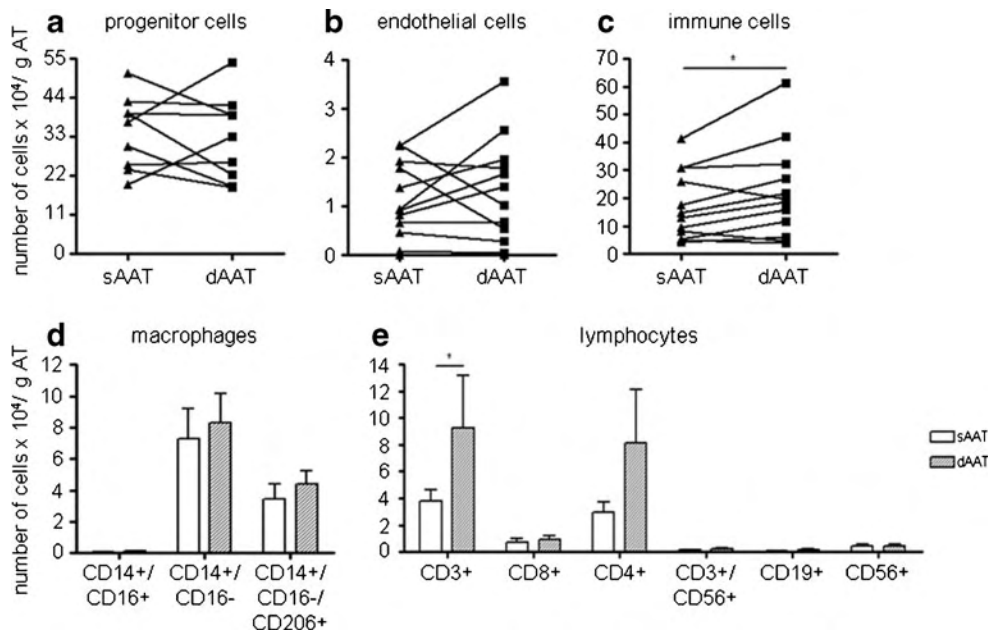 a progenitor cells
b endothelial cells
c immune cells
number of cells x 10⁴/ g AT
55
44
33
22
11
0
sAAT dAAT
4
3
2
1
0
sAAT dAAT
*
70
60
50
40
30
20
10
0
sAAT dAAT
d macrophages
number of cells x 10⁴/ g AT
12
10
8
6
4
2
0
CD14+/
CD16+
CD14+/
CD16-
CD14+/
CD16-/
CD206+
e lymphocytes
*
14
12
10
8
6
4
2
0
CD3+
CD8+
CD4+
CD3+/
CD56+
CD19+
CD56+
sAAT
dAAT